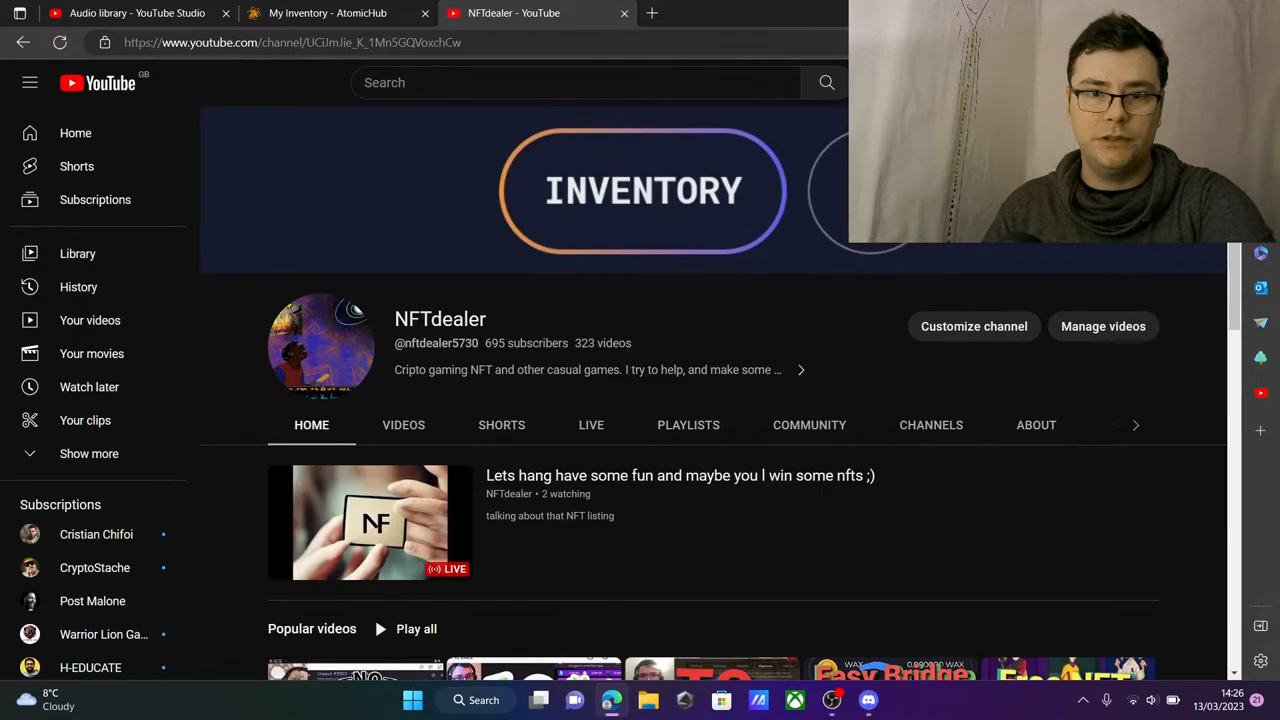 Audio library - YouTube Studio
My Inventory - AtomicHub
NFTdealer - YouTube
https://www.youtube.com/channel/UCiJmJie_K_1Mn5GQVoxchCw
YouTube
GB
Search
Home
Shorts
Subscriptions
Library
History
Your videos
Your movies
Watch later
Your clips
Show more
Subscriptions
Cristian Chifoi
CryptoStache
Post Malone
Warrior Lion Ga...
H-EDUCATE
INVENTORY
NFTdealer
@nftdealer5730 695 subscribers 323 videos
Cripto gaming NFT and other casual games. I try to help, and make some ...
Customize channel
Manage videos
HOME
VIDEOS
SHORTS
LIVE
PLAYLISTS
COMMUNITY
CHANNELS
ABOUT
NF
LIVE
Lets hang have some fun and maybe you l win some nfts ;)
NFTdealer • 2 watching
talking about that NFT listing
Popular videos
Play all
NO
TO
WAX
Easy Bridge
8°C
Cloudy
Search
14:26
13/03/2023
21